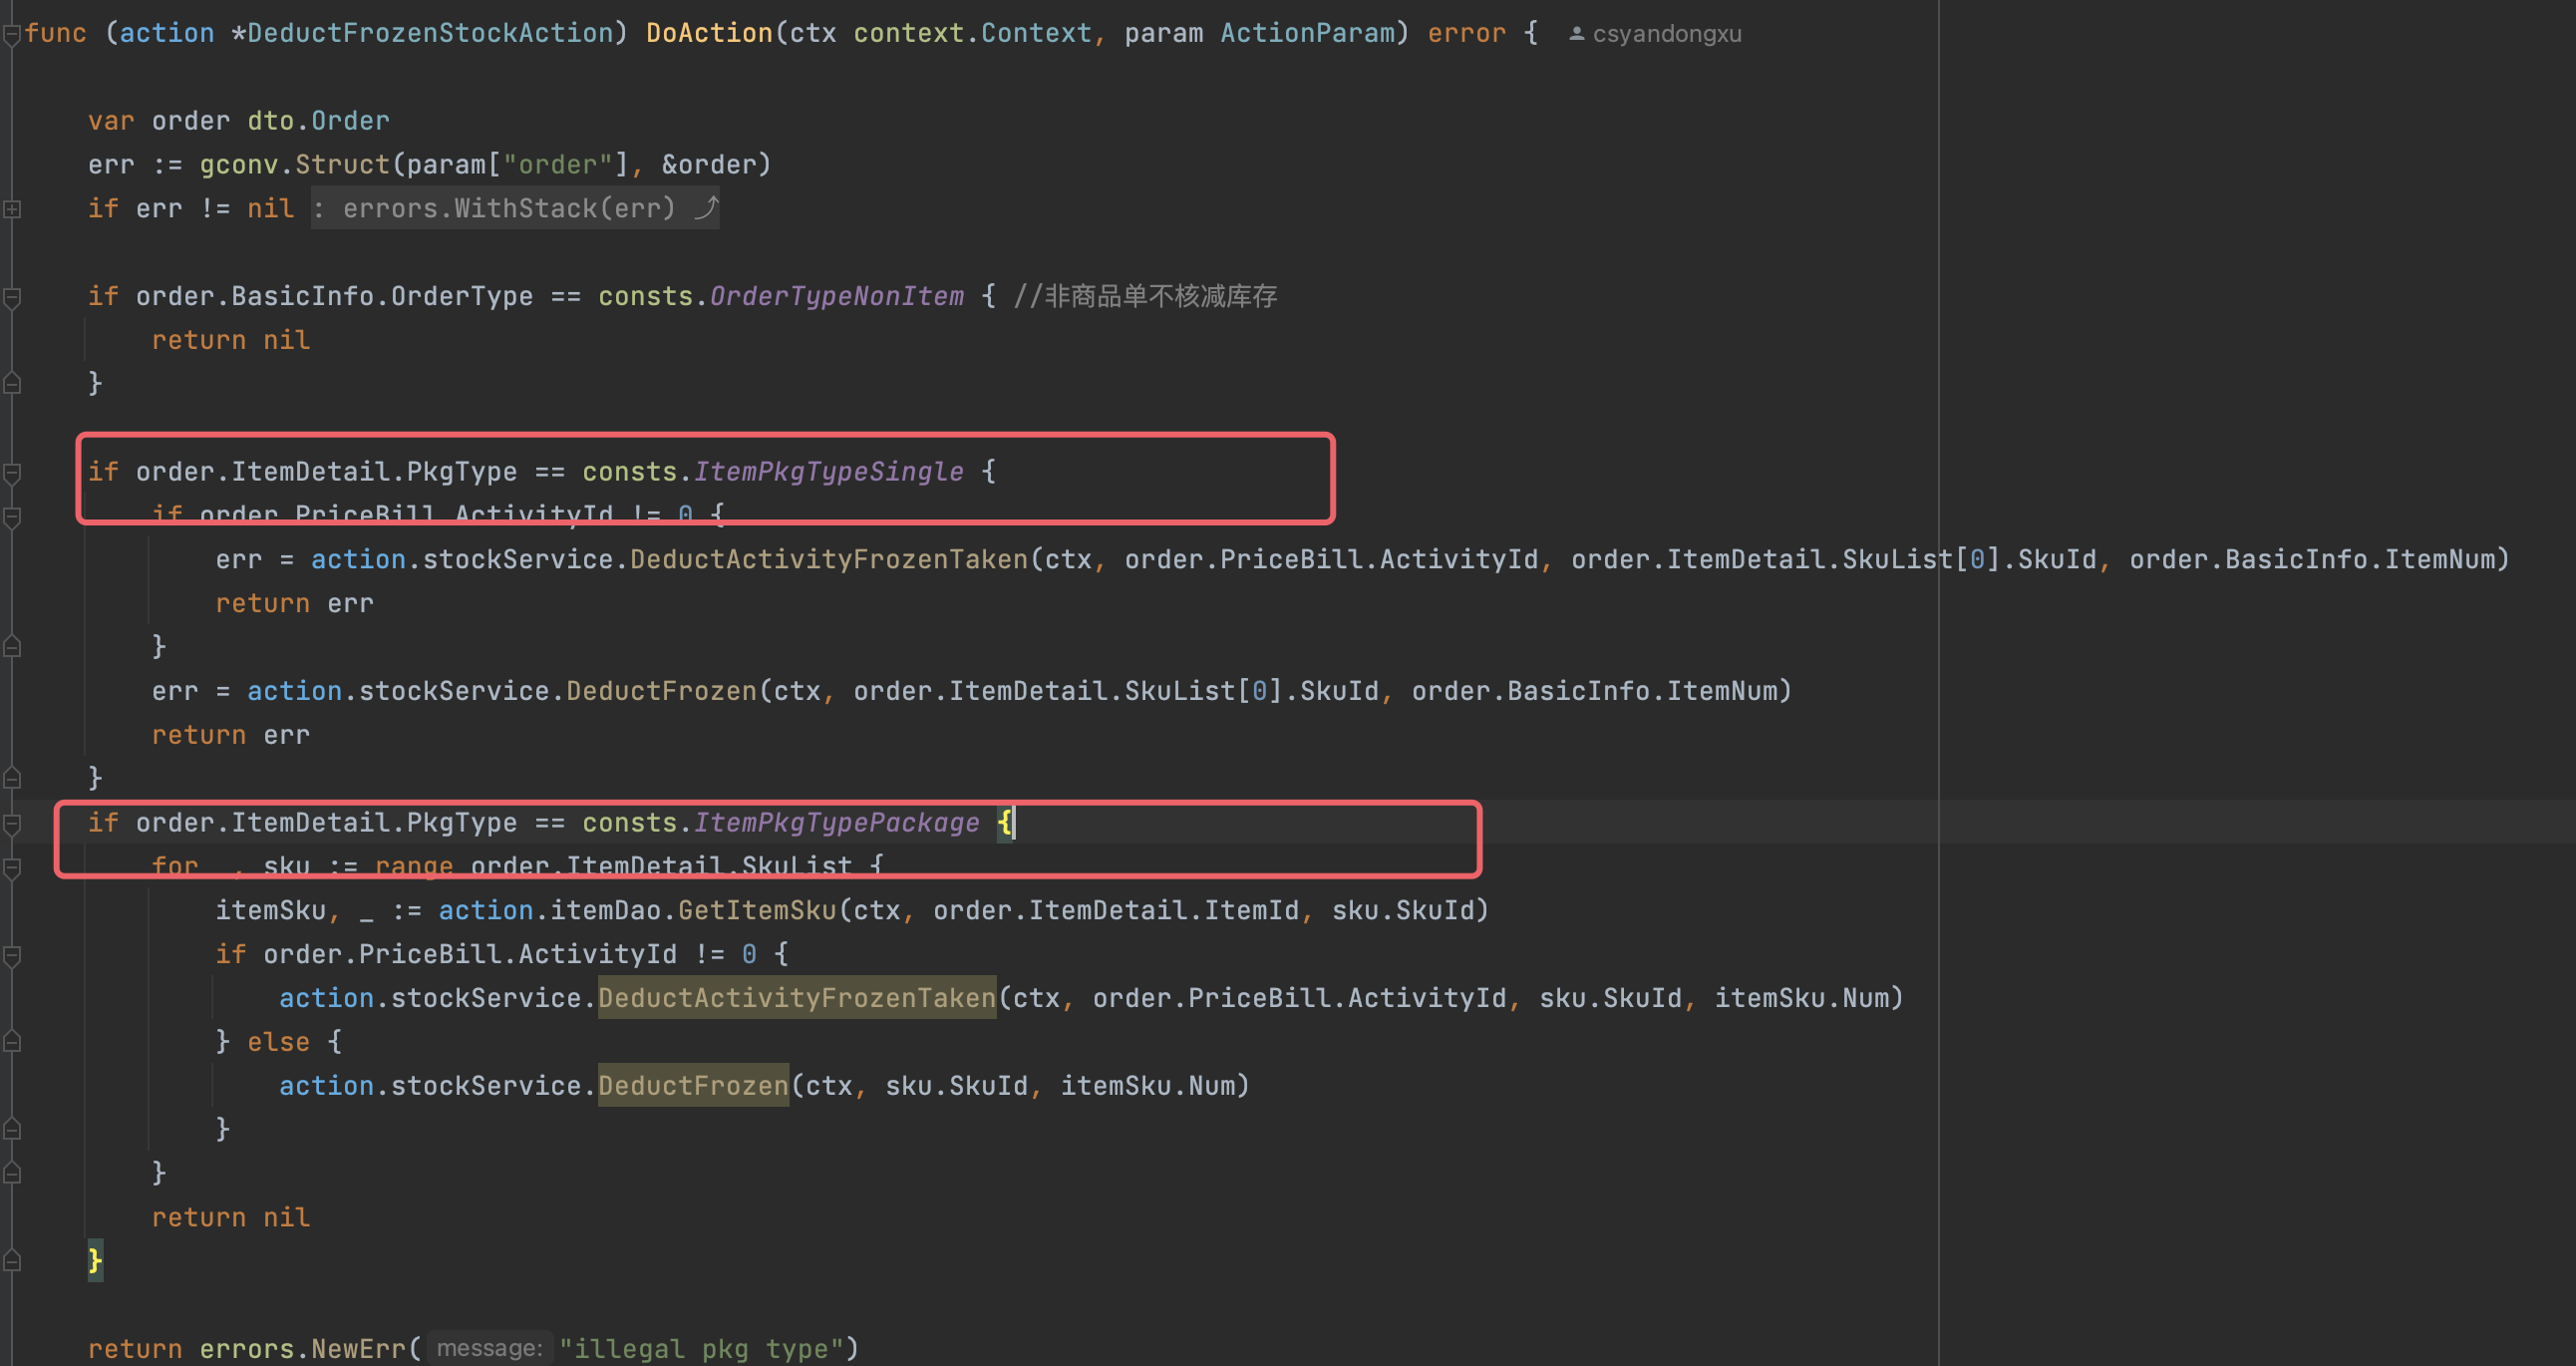 func (action *DeductFrozenStockAction) DoAction(ctx context.Context, param ActionParam) error { csyandongxu
var order dto.Order
err := gconv.Struct(param["order"], &order)
if err != nil : errors.WithStack(err)
if order.BasicInfo.OrderType == consts.OrderTypeNonItem { //非商品单不核减库存
return nil
}
if order.ItemDetail.PkgType == consts.ItemPkgTypeSingle {
if order.PriceBill.ActivityId != 0 {
err = action.stockService.DeductActivityFrozenTaken(ctx, order.PriceBill.ActivityId, order.ItemDetail.SkuList[0].SkuId, order.BasicInfo.ItemNum)
return err
}
err = action.stockService.DeductFrozen(ctx, order.ItemDetail.SkuList[0].SkuId, order.BasicInfo.ItemNum)
return err
}
if order.ItemDetail.PkgType == consts.ItemPkgTypePackage {
for _, sku := range order.ItemDetail.SkuList {
itemSku, _ := action.itemDao.GetItemSku(ctx, order.ItemDetail.ItemId, sku.SkuId)
if order.PriceBill.ActivityId != 0 {
action.stockService.DeductActivityFrozenTaken(ctx, order.PriceBill.ActivityId, sku.SkuId, itemSku.Num)
} else {
action.stockService.DeductFrozen(ctx, sku.SkuId, itemSku.Num)
}
}
return nil
}
return errors.NewErr( message: "illegal pkg type")